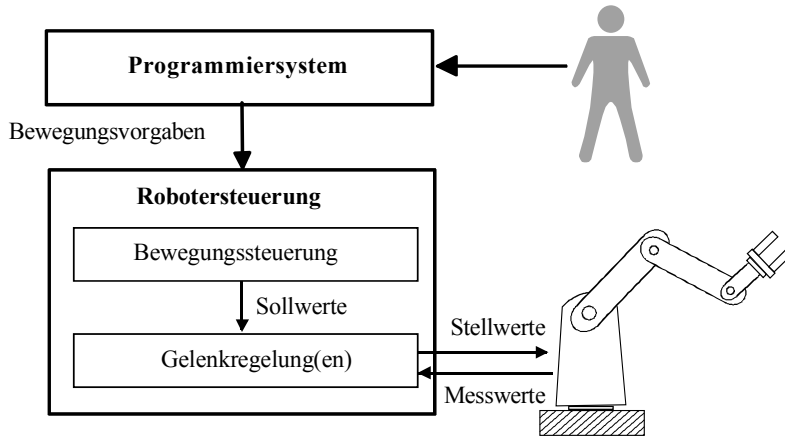 Programmiersystem
Bewegungsvorgaben
Robotersteuerung
Bewegungssteuerung
Sollwerte
Gelenkregelung(en)
Stellwerte
Messwerte